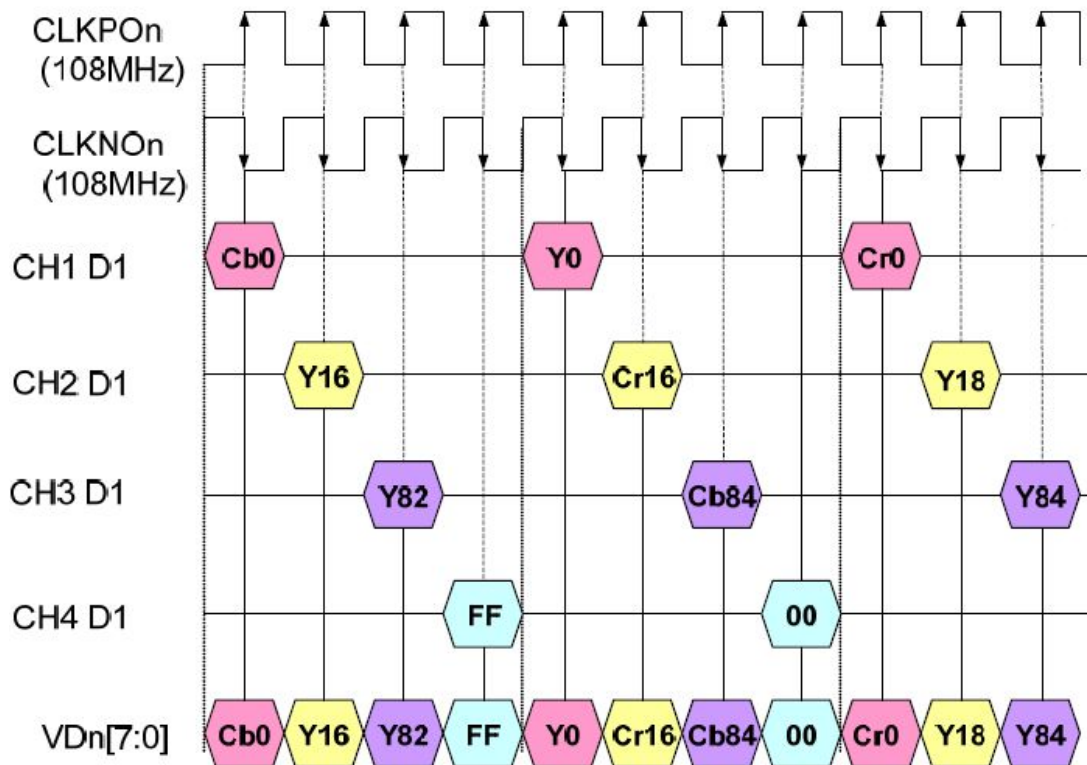 CLKPOn
(108MHz)
CLKNOn
(108MHz)
CH1 D1 Cb0 Y0 Cr0
CH2 D1 Y16 Cr16 Y18
CH3 D1 Y82 Cb84 Y84
CH4 D1 FF 00
VDn[7:0] Cb0 Y16 Y82 FF Y0 Cr16 Cb84 00 Cr0 Y18 Y84